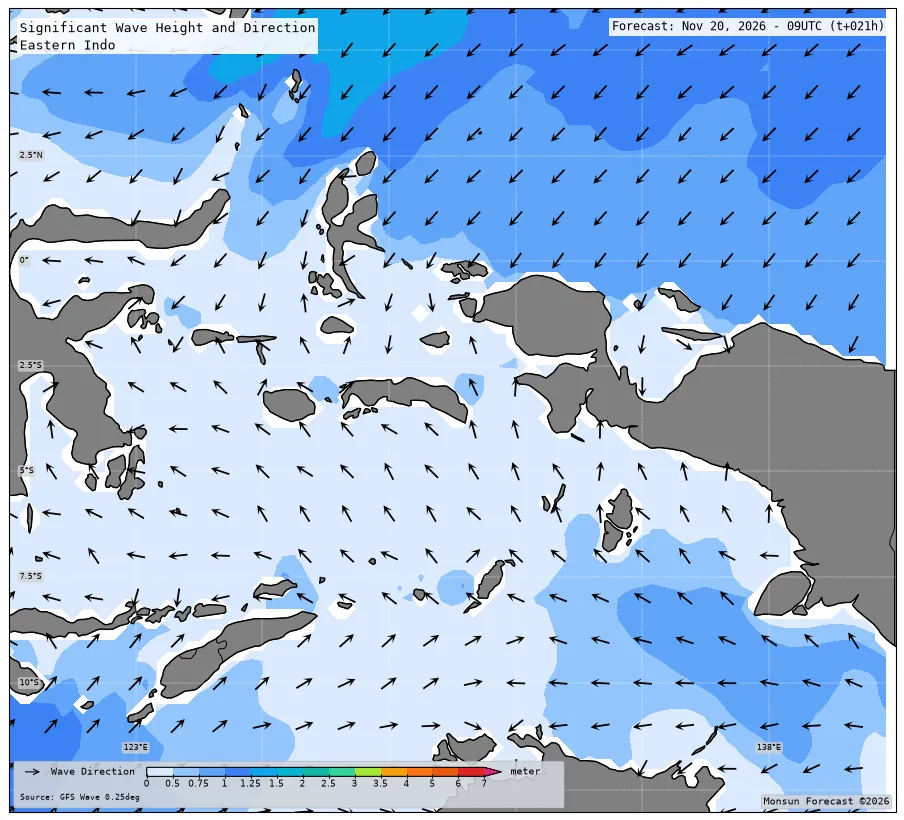 Significant Wave Height and Direction
Eastern Indo
Forecast: Nov 20, 2026 - 09UTC (t+021h)
2.5°N
0°
2.5°S
5°S
7.5°S
10°S
123°E
138°E
Wave Direction
meter
0 0.5 0.75 1 1.25 1.5 2 2.5 3 3.5 4 5 6 7
Source: GFS Wave 0.25deg
Monsun Forecast ©2026